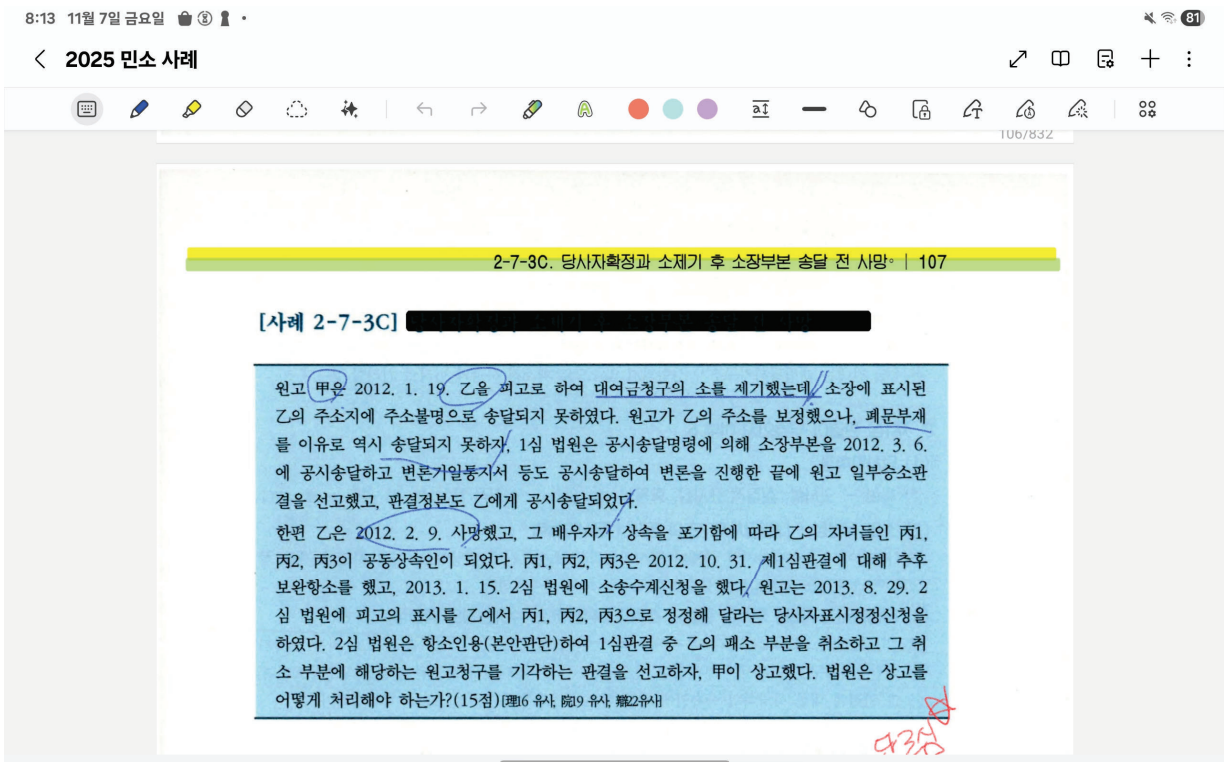 8:13 11월 7일 금요일
81
2025 민소 사례
106/832
2-7-3C. 당사자확정과 소제기 후 소장부본 송달 전 사망 | 107
[사례 2-7-3C]
원고 甲은 2012. 1. 19. 乙을 피고로 하여 대여금청구의 소를 제기했는데, 소장에 표시된
乙의 주소지에 주소불명으로 송달되지 못하였다. 원고가 乙의 주소를 보정했으나, 폐문부재
를 이유로 역시 송달되지 못하자, 1심 법원은 공시송달명령에 의해 소장부본을 2012. 3. 6.
에 공시송달하고 변론기일통지서 등도 공시송달하여 변론을 진행한 끝에 원고 일부승소판
결을 선고했고, 판결정본도 乙에게 공시송달되었다.
한편 乙은 2012. 2. 9. 사망했고, 그 배우자가 상속을 포기함에 따라 乙의 자녀들인 丙1,
丙2, 丙3이 공동상속인이 되었다. 丙1, 丙2, 丙3은 2012. 10. 31. 제1심판결에 대해 추후
보완항소를 했고, 2013. 1. 15. 2심 법원에 소송수계신청을 했다. 원고는 2013. 8. 29. 2
심 법원에 피고의 표시를 乙에서 丙1, 丙2, 丙3으로 정정해 달라는 당사자표시정정신청을
하였다. 2심 법원은 항소인용(본안판단)하여 1심판결 중 乙의 패소 부분을 취소하고 그 취
소 부분에 해당하는 원고청구를 기각하는 판결을 선고하자, 甲이 상고했다. 법원은 상고를
어떻게 처리해야 하는가?(15점)[理16 유사, 院19 유사, 辯22유사]